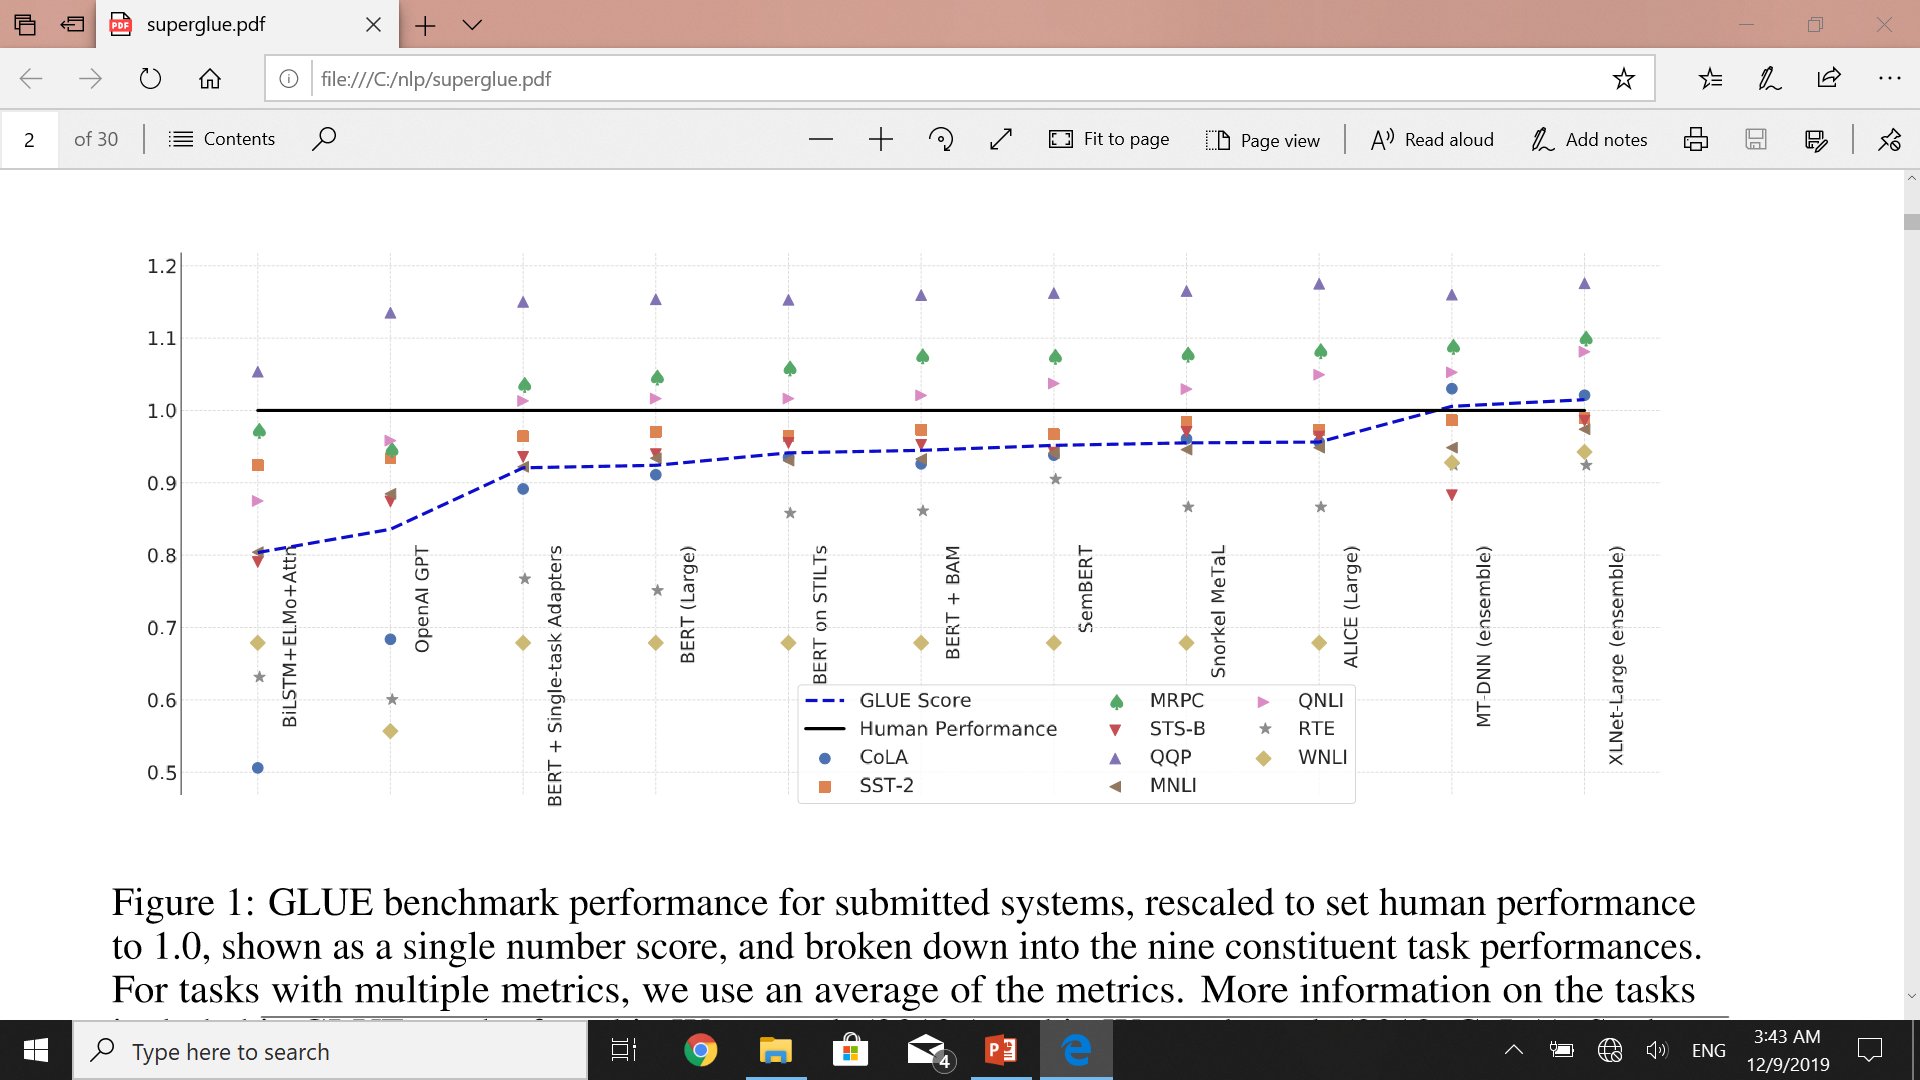 superglue.pdf
file:///C:/nlp/superglue.pdf
2 of 30 Contents Fit to page Page view Read aloud Add notes
1.2
1.1
1.0
0.9
0.8
0.7
0.6
0.5
BiLSTM+ELMo+Attn
OpenAI GPT
BERT + Single-task Adapters
BERT (Large)
BERT on STILTs
BERT + BAM
SemBERT
Snorkel MeTaL
ALICE (Large)
MT-DNN (ensemble)
XLNet-Large (ensemble)
GLUE Score MRPC QNLI
Human Performance STS-B RTE
CoLA QQP WNLI
SST-2 MNLI
Figure 1: GLUE benchmark performance for submitted systems, rescaled to set human performance
to 1.0, shown as a single number score, and broken down into the nine constituent task performances.
For tasks with multiple metrics, we use an average of the metrics. More information on the tasks
Type here to search 4 ENG 3:43 AM
12/9/2019